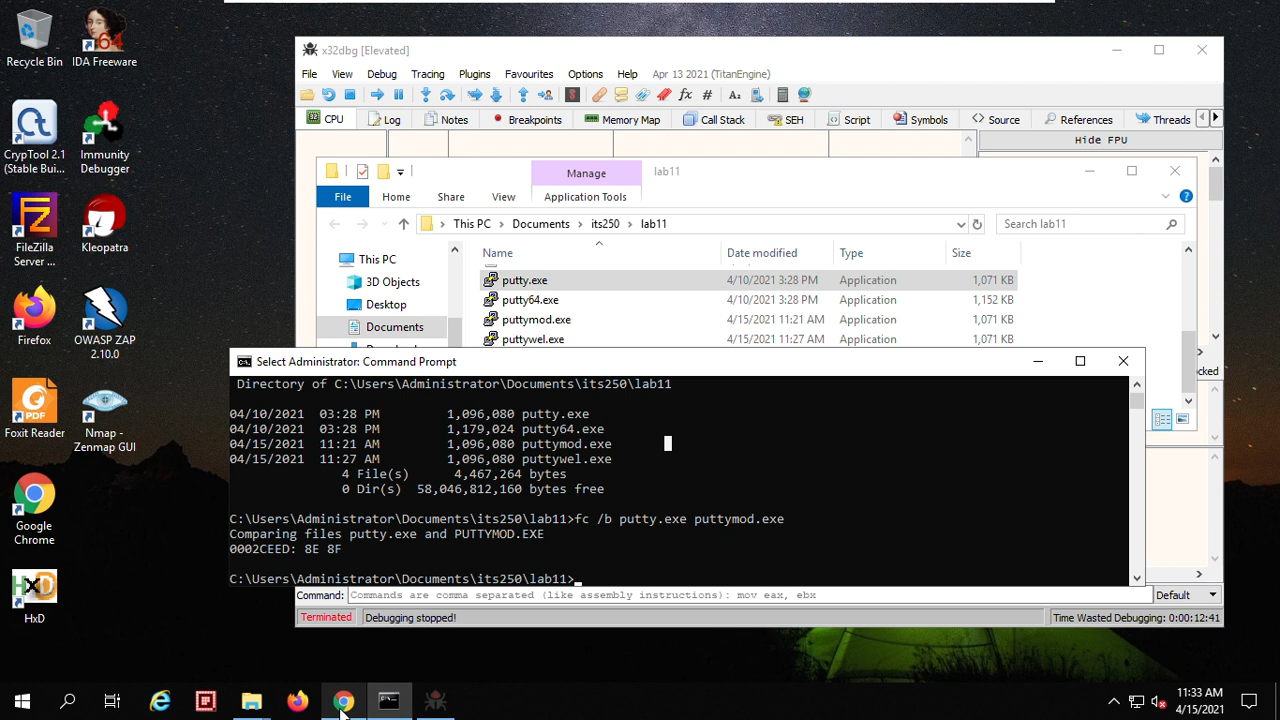 Recycle Bin
IDA Freeware
64
CrypTool 2.1
(Stable Bui...
Immunity
Debugger
FileZilla
Server ...
Kleopatra
Firefox
OWASP ZAP
2.10.0
PDF
Foxit Reader
Nmap -
Zenmap GUI
Google
Chrome
HxD
HxD
x32dbg [Elevated]
File View Debug Tracing Plugins Favourites Options Help Apr 13 2021 (TitanEngine)
CPU Log Notes Breakpoints Memory Map Call Stack SEH Script Symbols Source References Threads
Hide FPU
Manage lab11
File Home Share View Application Tools
This PC Documents its250 lab11 Search lab11
Name Date modified Type Size
This PC
3D Objects
Desktop
Documents
putty.exe 4/10/2021 3:28 PM Application 1,071 KB
putty64.exe 4/10/2021 3:28 PM Application 1,152 KB
puttymod.exe 4/15/2021 11:21 AM Application 1,071 KB
puttywel.exe 4/15/2021 11:27 AM Application 1,071 KB
Select Administrator: Command Prompt
Directory of C:\Users\Administrator\Documents\its250\lab11
04/10/2021 03:28 PM 1,096,080 putty.exe
04/10/2021 03:28 PM 1,179,024 putty64.exe
04/15/2021 11:21 AM 1,096,080 puttymod.exe
04/15/2021 11:27 AM 1,096,080 puttywel.exe
4 File(s) 4,467,264 bytes
0 Dir(s) 58,046,812,160 bytes free
C:\Users\Administrator\Documents\its250\lab11>fc /b putty.exe puttymod.exe
Comparing files putty.exe and PUTTYMOD.EXE
0002CEED: 8E 8F
C:\Users\Administrator\Documents\its250\lab11>
Command: Commands are comma separated (like assembly instructions): mov eax, ebx Default
Terminated Debugging stopped! Time Wasted Debugging: 0:00:12:41
11:33 AM
4/15/2021